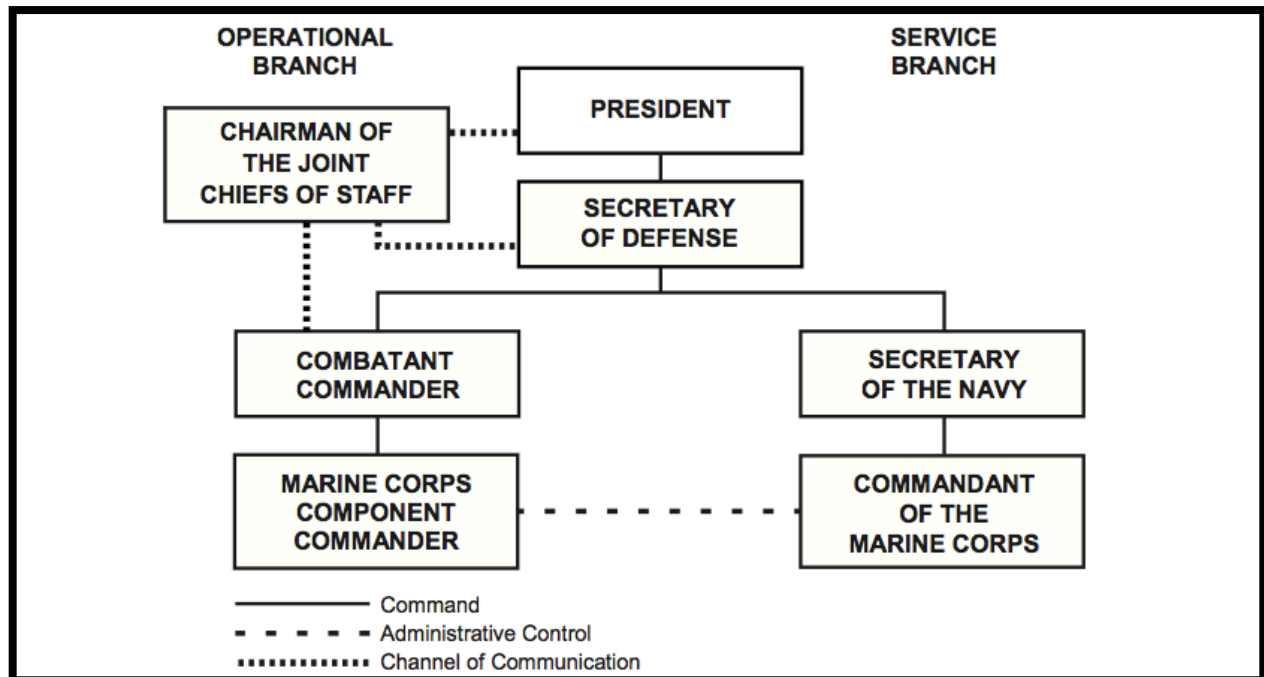 OPERATIONAL
BRANCH
SERVICE
BRANCH
PRESIDENT
CHAIRMAN OF
THE JOINT
CHIEFS OF STAFF
SECRETARY
OF DEFENSE
COMBATANT
COMMANDER
SECRETARY
OF THE NAVY
MARINE CORPS
COMPONENT
COMMANDER
COMMANDANT
OF THE
MARINE CORPS
Command
Administrative Control
Channel of Communication